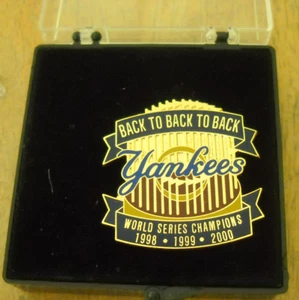 BACK TO BACK TO BACK
Yankees
WORLD SERIES CHAMPIONS
1998 • 1999 • 2000